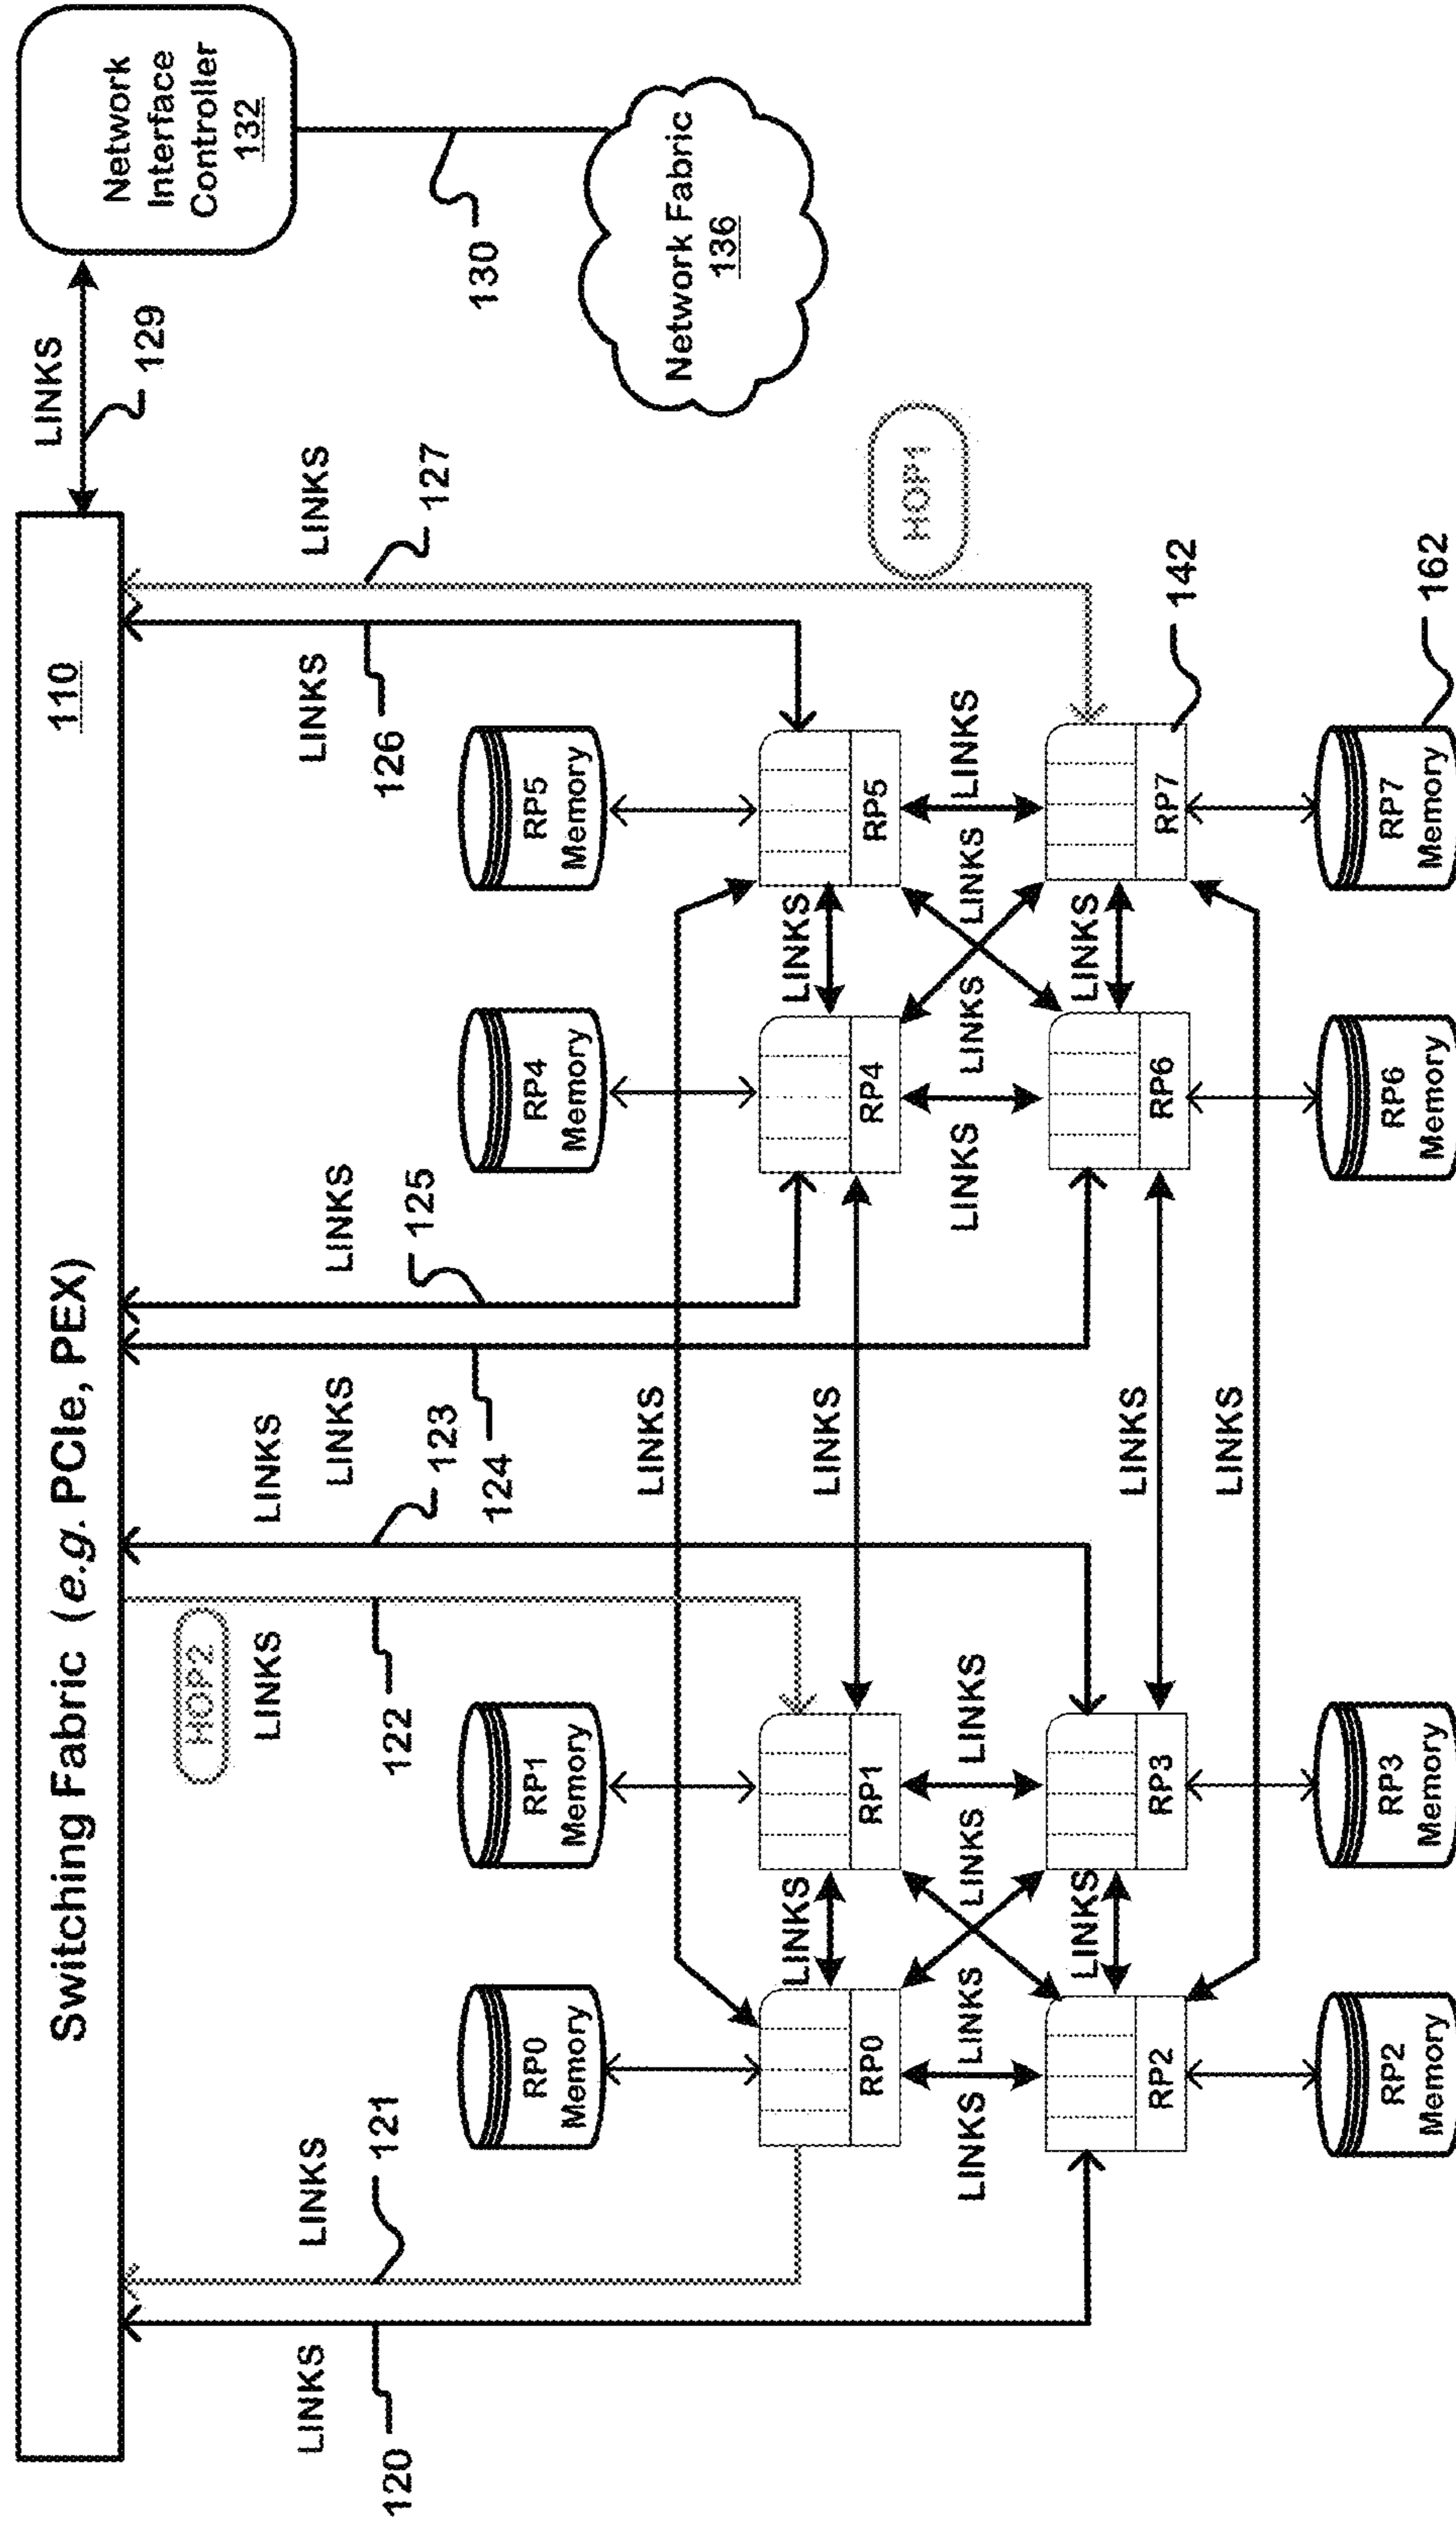 Switching Fabric (e.g. PCIe, PEX)
110
LINKS
129
Network
Interface
Controller
132
130
Network Fabric
136
HOP2
LINKS
120
LINKS
121
LINKS
122
LINKS
123
LINKS
124
LINKS
125
LINKS
126
LINKS
127
HOP1
RP0
Memory
RP1
Memory
RP4
Memory
RP5
Memory
LINKS
RP0
LINKS
RP1
LINKS
RP4
LINKS
RP5
LINKS
LINKS
LINKS
LINKS
LINKS
LINKS
LINKS
LINKS
RP2
LINKS
RP3
LINKS
RP6
LINKS
RP7
142
LINKS
RP2
Memory
RP3
Memory
RP6
Memory
RP7
Memory
162